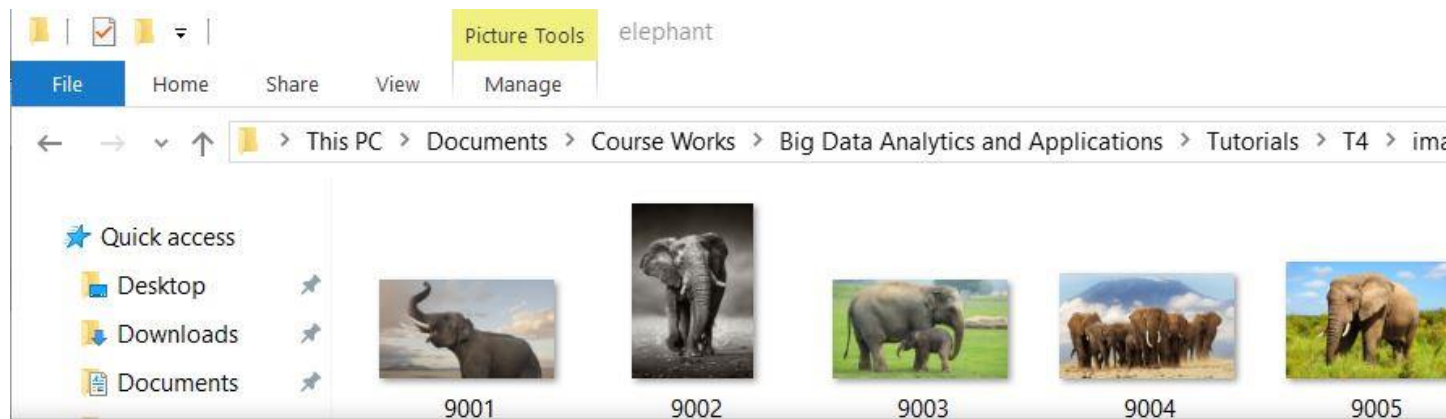 Picture Tools elephant
File Home Share View Manage
This PC > Documents > Course Works > Big Data Analytics and Applications > Tutorials > T4 >
Quick access
Desktop
Downloads
Documents
9001 9002 9003 9004 9005